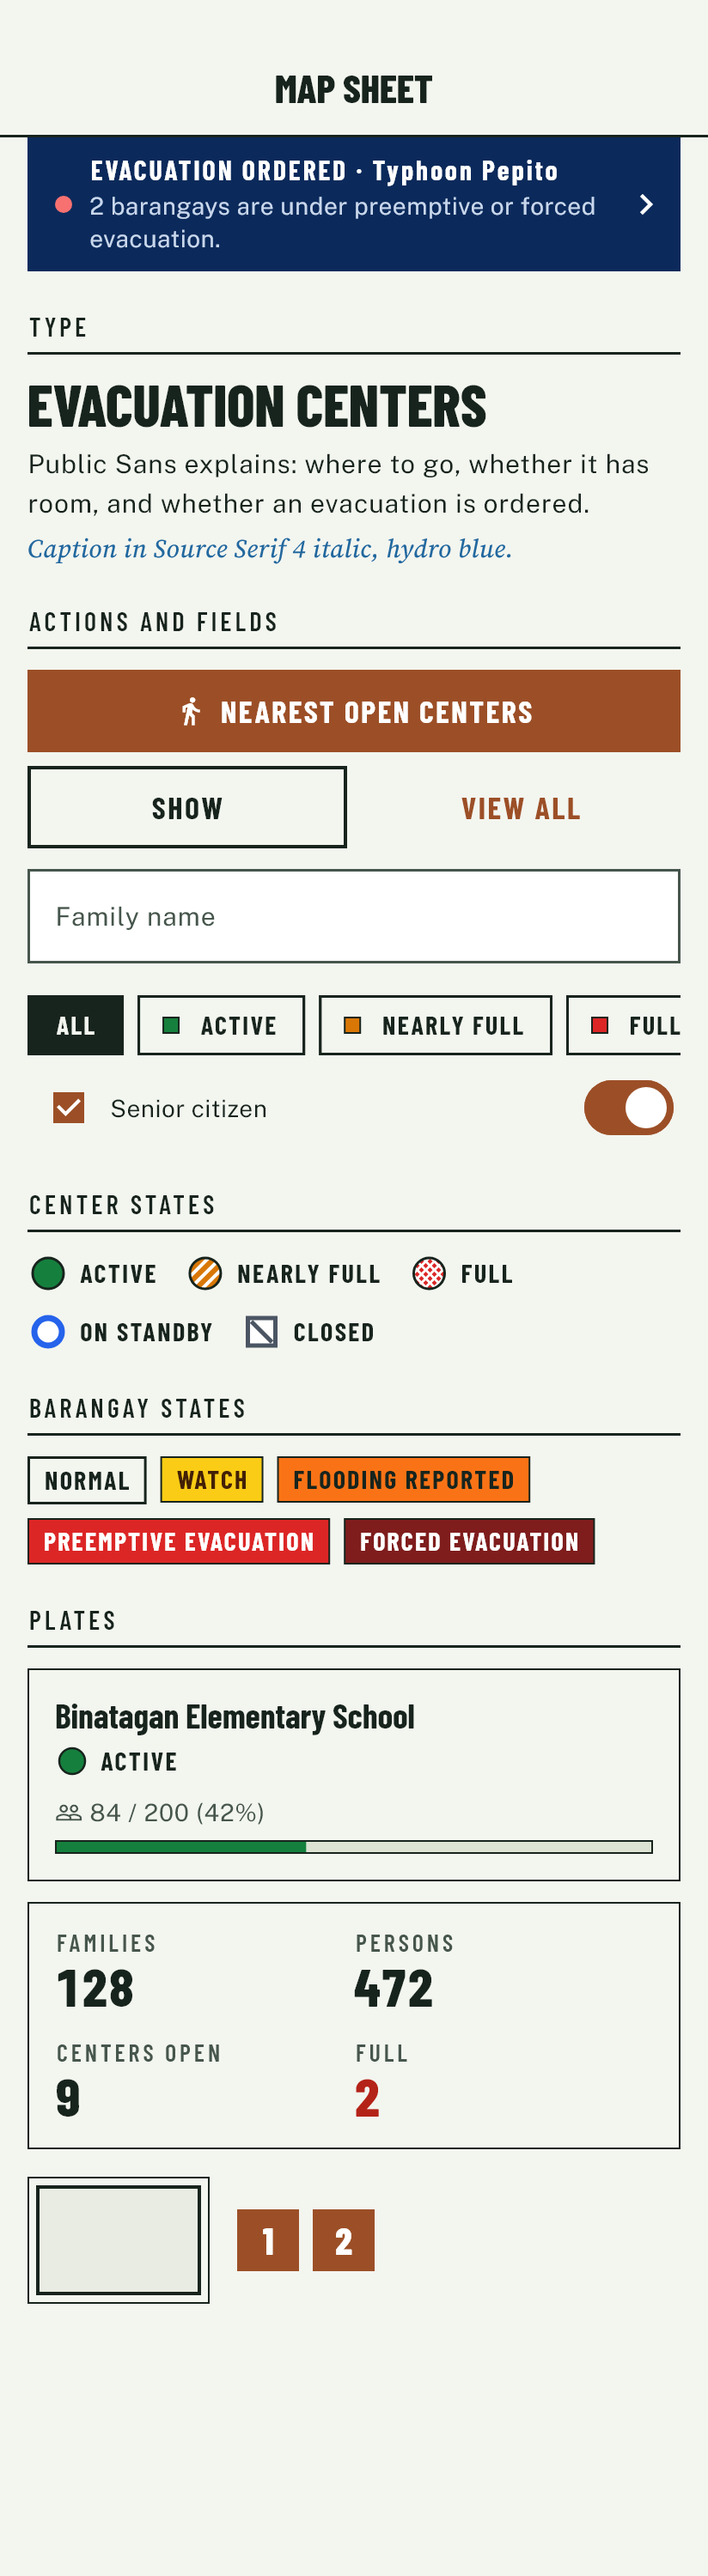 MAP SHEET
EVACUATION ORDERED · Typhoon Pepito
2 barangays are under preemptive or forced
evacuation.
TYPE
EVACUATION CENTERS
Public Sans explains: where to go, whether it has
room, and whether an evacuation is ordered.
Caption in Source Serif 4 italic, hydro blue.
ACTIONS AND FIELDS
NEAREST OPEN CENTERS
SHOW VIEW ALL
Family name
ALL ACTIVE NEARLY FULL FULL
Senior citizen
CENTER STATES
ACTIVE NEARLY FULL FULL
ON STANDBY CLOSED
BARANGAY STATES
NORMAL WATCH FLOODING REPORTED
PREEMPTIVE EVACUATION FORCED EVACUATION
PLATES
Binatagan Elementary School
ACTIVE
84 / 200 (42%)
FAMILIES PERSONS
128 472
CENTERS OPEN FULL
9 2
1 2